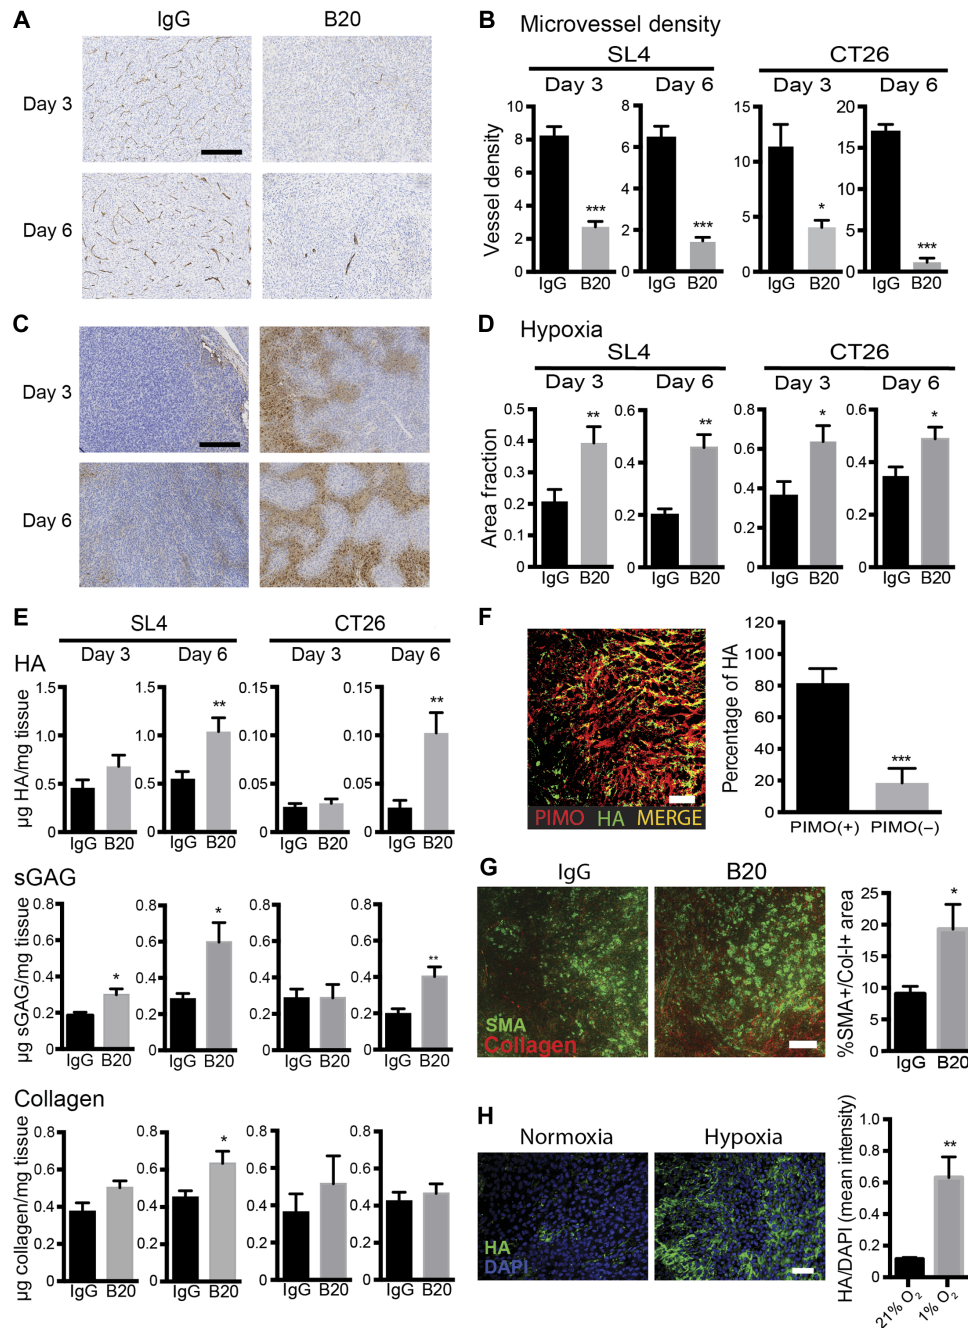 A
IgG B20
Day 3
Day 6
B Microvessel density
SL4 CT26
Day 3 Day 6 Day 3 Day 6
Vessel density
10
8
6
4
2
0
***
IgG B20
8
6
4
2
0
***
IgG B20
15
10
5
0
*
IgG B20
20
15
10
5
0
***
IgG B20
C
Day 3
Day 6
D Hypoxia
SL4 CT26
Day 3 Day 6 Day 3 Day 6
Area fraction
0.5
0.4
0.3
0.2
0.1
0
**
IgG B20
0.6
0.4
0.2
0
**
IgG B20
0.8
0.6
0.4
0.2
0
*
IgG B20
0.6
0.4
0.2
0
*
IgG B20
E
SL4 CT26
Day 3 Day 6 Day 3 Day 6
HA
µg HA/mg tissue
1.5
1.0
0.5
0
IgG B20
1.5
1.0
0.5
0
**
IgG B20
0.15
0.10
0.05
0
IgG B20
0.15
0.10
0.05
0
**
IgG B20
sGAG
µg sGAG/mg tissue
0.8
0.6
0.4
0.2
0
*
IgG B20
0.8
0.6
0.4
0.2
0
*
IgG B20
0.8
0.6
0.4
0.2
0
IgG B20
0.8
0.6
0.4
0.2
0
**
IgG B20
Collagen
µg collagen/mg tissue
0.8
0.6
0.4
0.2
0
IgG B20
0.8
0.6
0.4
0.2
0
*
IgG B20
0.8
0.6
0.4
0.2
0
IgG B20
0.8
0.6
0.4
0.2
0
IgG B20
F
PIMO HA MERGE
Percentage of HA
100
80
60
40
20
0
***
PIMO(+) PIMO(−)
G
IgG B20
SMA
Collagen
%SMA+/Col-I+ area
25
20
15
10
5
0
*
IgG B20
H
Normoxia Hypoxia
HA
DAPI
HA/DAPI (mean intensity)
1.0
0.8
0.6
0.4
0.2
0
**
21% O₂ 1% O₂